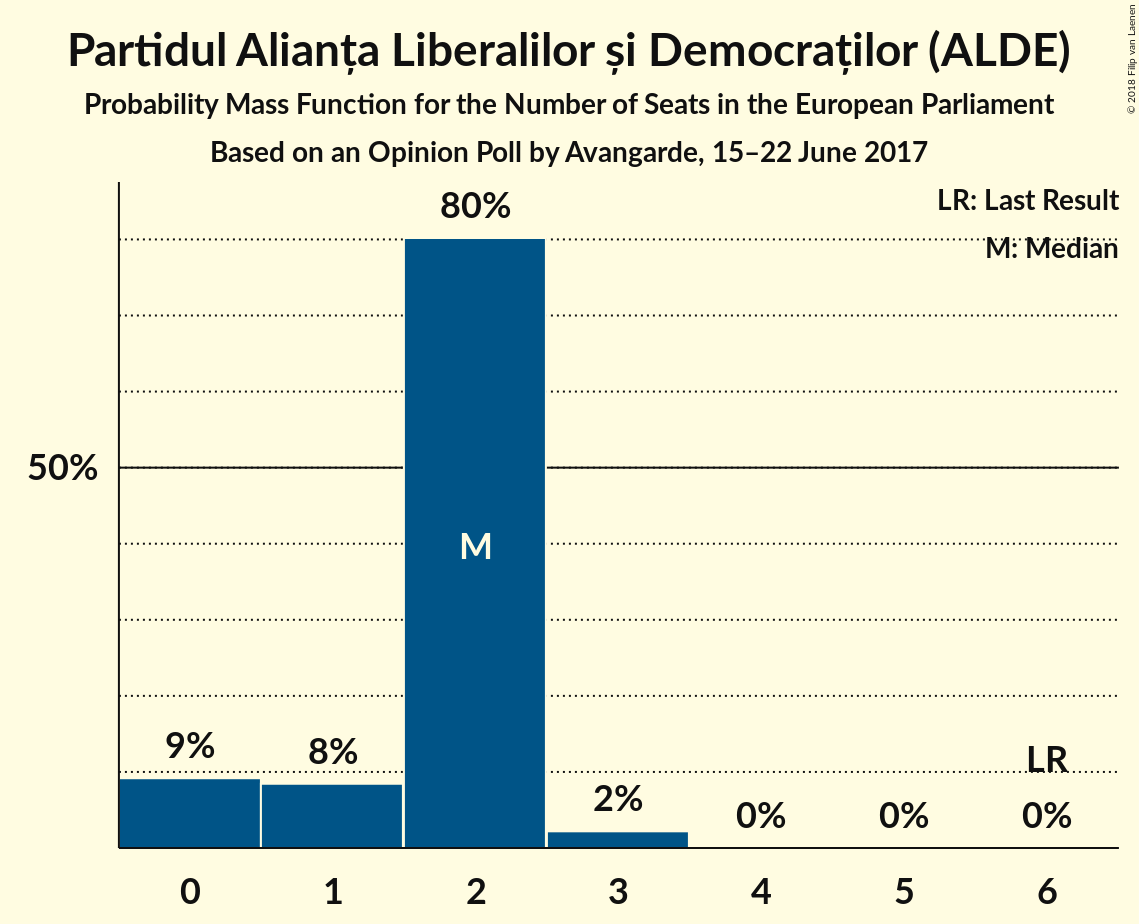 Partidul Alianța Liberalilor și Democraților (ALDE)
Probability Mass Function for the Number of Seats in the European Parliament
Based on an Opinion Poll by Avangarde, 15–22 June 2017
© 2018 Filip van Laenen
LR: Last Result
M: Median
80%
50%
M
9%
8%
2%
0%
0%
LR
0%
0 1 2 3 4 5 6